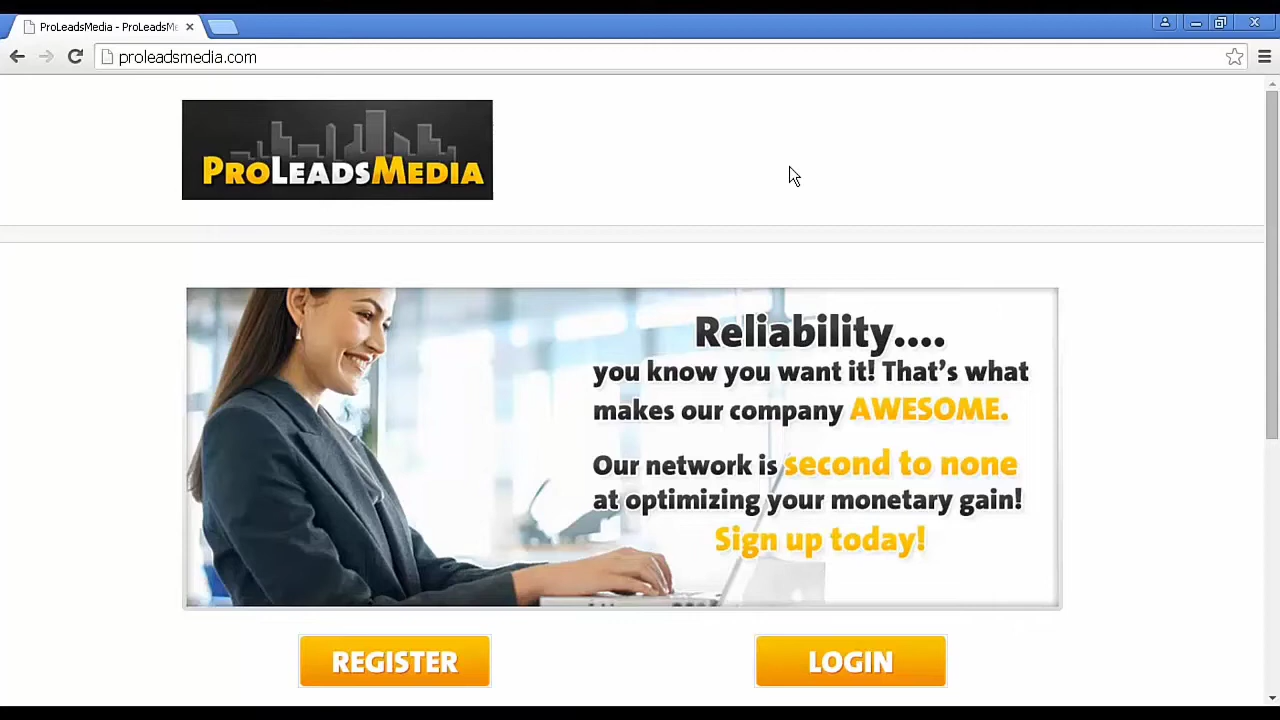 ProLeadsMedia - ProLeadsMe
proleadsmedia.com
PROLEADSMEDIA
Reliability....
you know you want it! That's what
makes our company AWESOME.
Our network is second to none
at optimizing your monetary gain!
Sign up today!
REGISTER
LOGIN